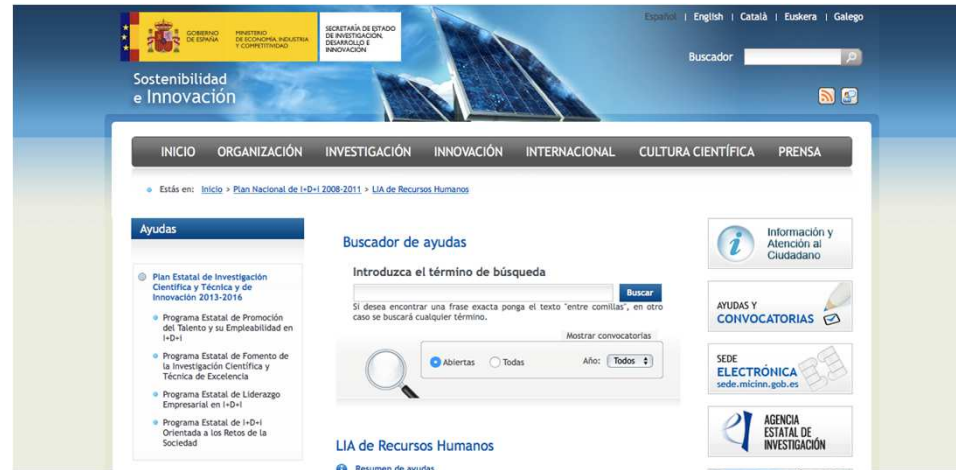 Español | English | Català | Euskera | Galego
GOBIERNO
DE ESPAÑA
MINISTERIO
DE ECONOMÍA, INDUSTRIA
Y COMPETITIVIDAD
SECRETARÍA DE ESTADO
DE INVESTIGACIÓN,
DESARROLLO E
INNOVACIÓN
Buscador
Sostenibilidad
e Innovación
INICIO ORGANIZACIÓN INVESTIGACIÓN INNOVACIÓN INTERNACIONAL CULTURA CIENTÍFICA PRENSA
Estás en: Inicio > Plan Nacional de I+D+i 2008-2011 > LIA de Recursos Humanos
Ayudas
Plan Estatal de Investigación
Científica y Técnica y de
Innovación 2013-2016
Programa Estatal de Promoción
del Talento y su Empleabilidad en
I+D+I
Programa Estatal de Fomento de
la Investigación Científica y
Técnica de Excelencia
Programa Estatal de Liderazgo
Empresarial en I+D+I
Programa Estatal de I+D+i
Orientada a los Retos de la
Sociedad
Buscador de ayudas
Introduzca el término de búsqueda
Buscar
Si desea encontrar una frase exacta ponga el texto "entre comillas", en otro
caso se buscará cualquier término.
Mostrar convocatorias
Abiertas Todas Año: Todos
LIA de Recursos Humanos
Resumen de ayudas
Información y
Atención al
Ciudadano
AYUDAS Y
CONVOCATORIAS
SEDE
ELECTRÓNICA
sede.micinn.gob.es
AGENCIA
ESTATAL DE
INVESTIGACIÓN